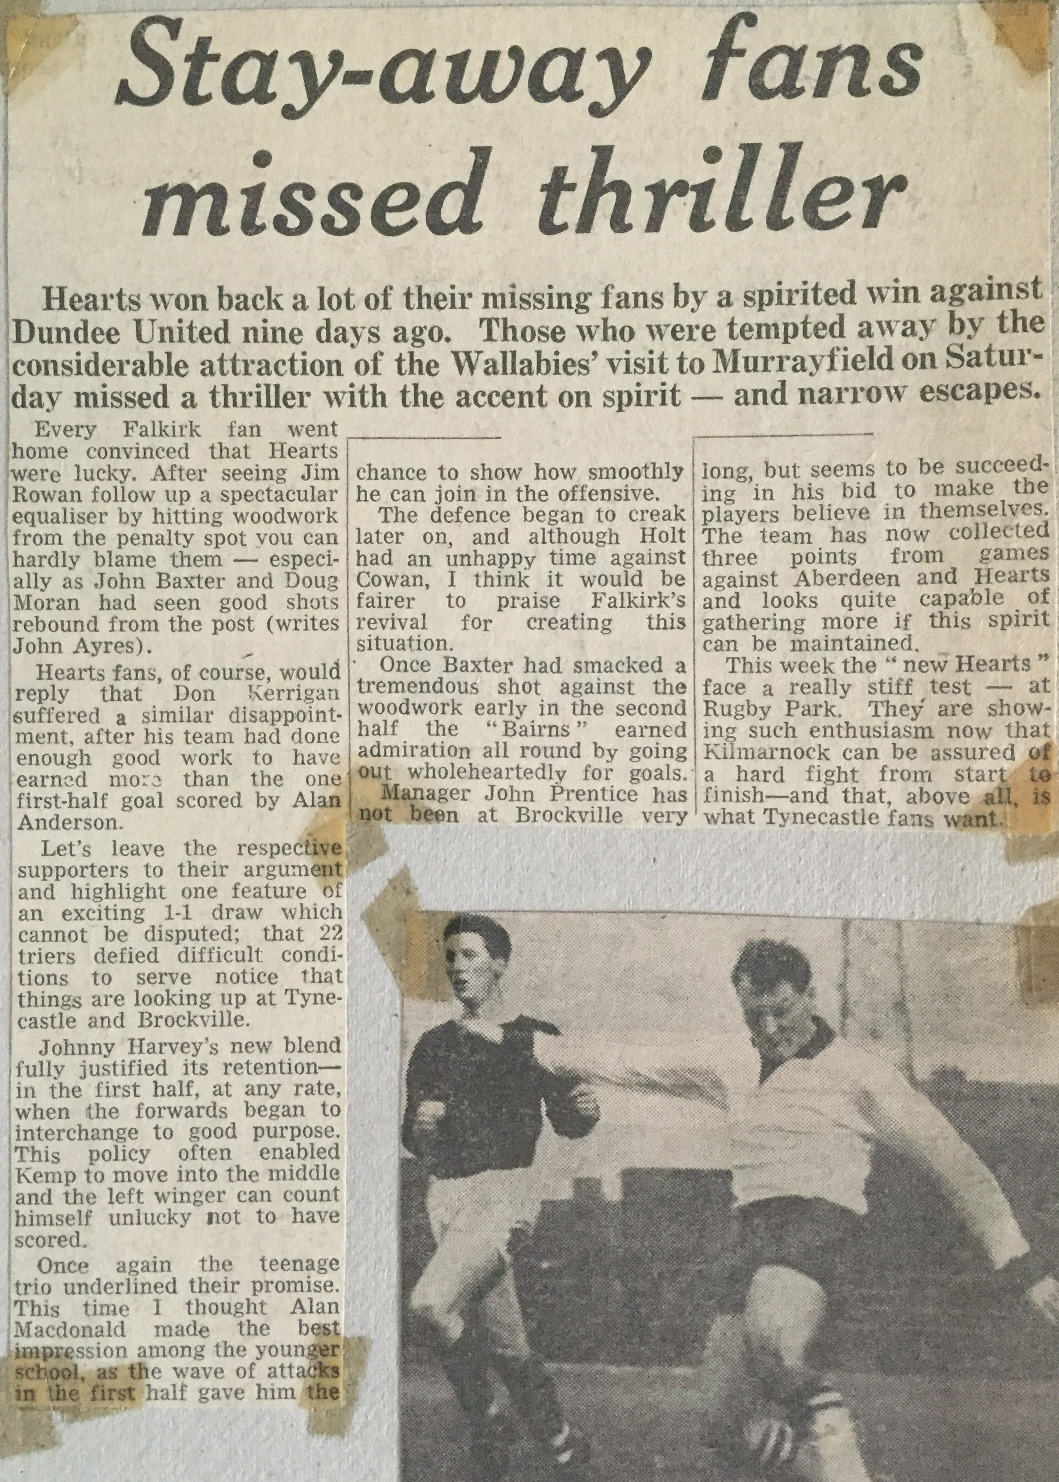 Stay-away fans
missed thriller
Hearts won back a lot of their missing fans by a spirited win against
Dundee United nine days ago. Those who were tempted away by the
considerable attraction of the Wallabies' visit to Murrayfield on Satur-
day missed a thriller with the accent on spirit — and narrow escapes.
Every Falkirk fan went
home convinced that Hearts
were lucky. After seeing Jim
Rowan follow up a spectacular
equaliser by hitting woodwork
from the penalty spot you can
hardly blame them — especi-
ally as John Baxter and Doug
Moran had seen good shots
rebound from the post (writes
John Ayres).
Hearts fans, of course, would
reply that Don Kerrigan
suffered a similar disappoint-
ment, after his team had done
enough good work to have
earned more than the one
first-half goal scored by Alan
Anderson.
Let's leave the respective
supporters to their argument
and highlight one feature of
an exciting 1-1 draw which
cannot be disputed; that 22
triers defied difficult condi-
tions to serve notice that
things are looking up at Tyne-
castle and Brockville.
Johnny Harvey's new blend
fully justified its retention—
in the first half, at any rate,
when the forwards began to
interchange to good purpose.
This policy often enabled
Kemp to move into the middle
and the left winger can count
himself unlucky not to have
scored.
Once again the teenage
trio underlined their promise.
This time I thought Alan
Macdonald made the best
impression among the younger
school, as the wave of attacks
in the first half gave him the
chance to show how smoothly
he can join in the offensive.
The defence began to creak
later on, and although Holt
had an unhappy time against
Cowan, I think it would be
fairer to praise Falkirk's
revival for creating this
situation.
Once Baxter had smacked a
tremendous shot against the
woodwork early in the second
half the "Bairns" earned
admiration all round by going
out wholeheartedly for goals.
Manager John Prentice has
not been at Brockville very
long, but seems to be succeed-
ing in his bid to make the
players believe in themselves.
The team has now collected
three points from games
against Aberdeen and Hearts
and looks quite capable of
gathering more if this spirit
can be maintained.
This week the "new Hearts"
face a really stiff test — at
Rugby Park. They are show-
ing such enthusiasm now that
Kilmarnock can be assured of
a hard fight from start to
finish—and that, above all, is
what Tynecastle fans want.